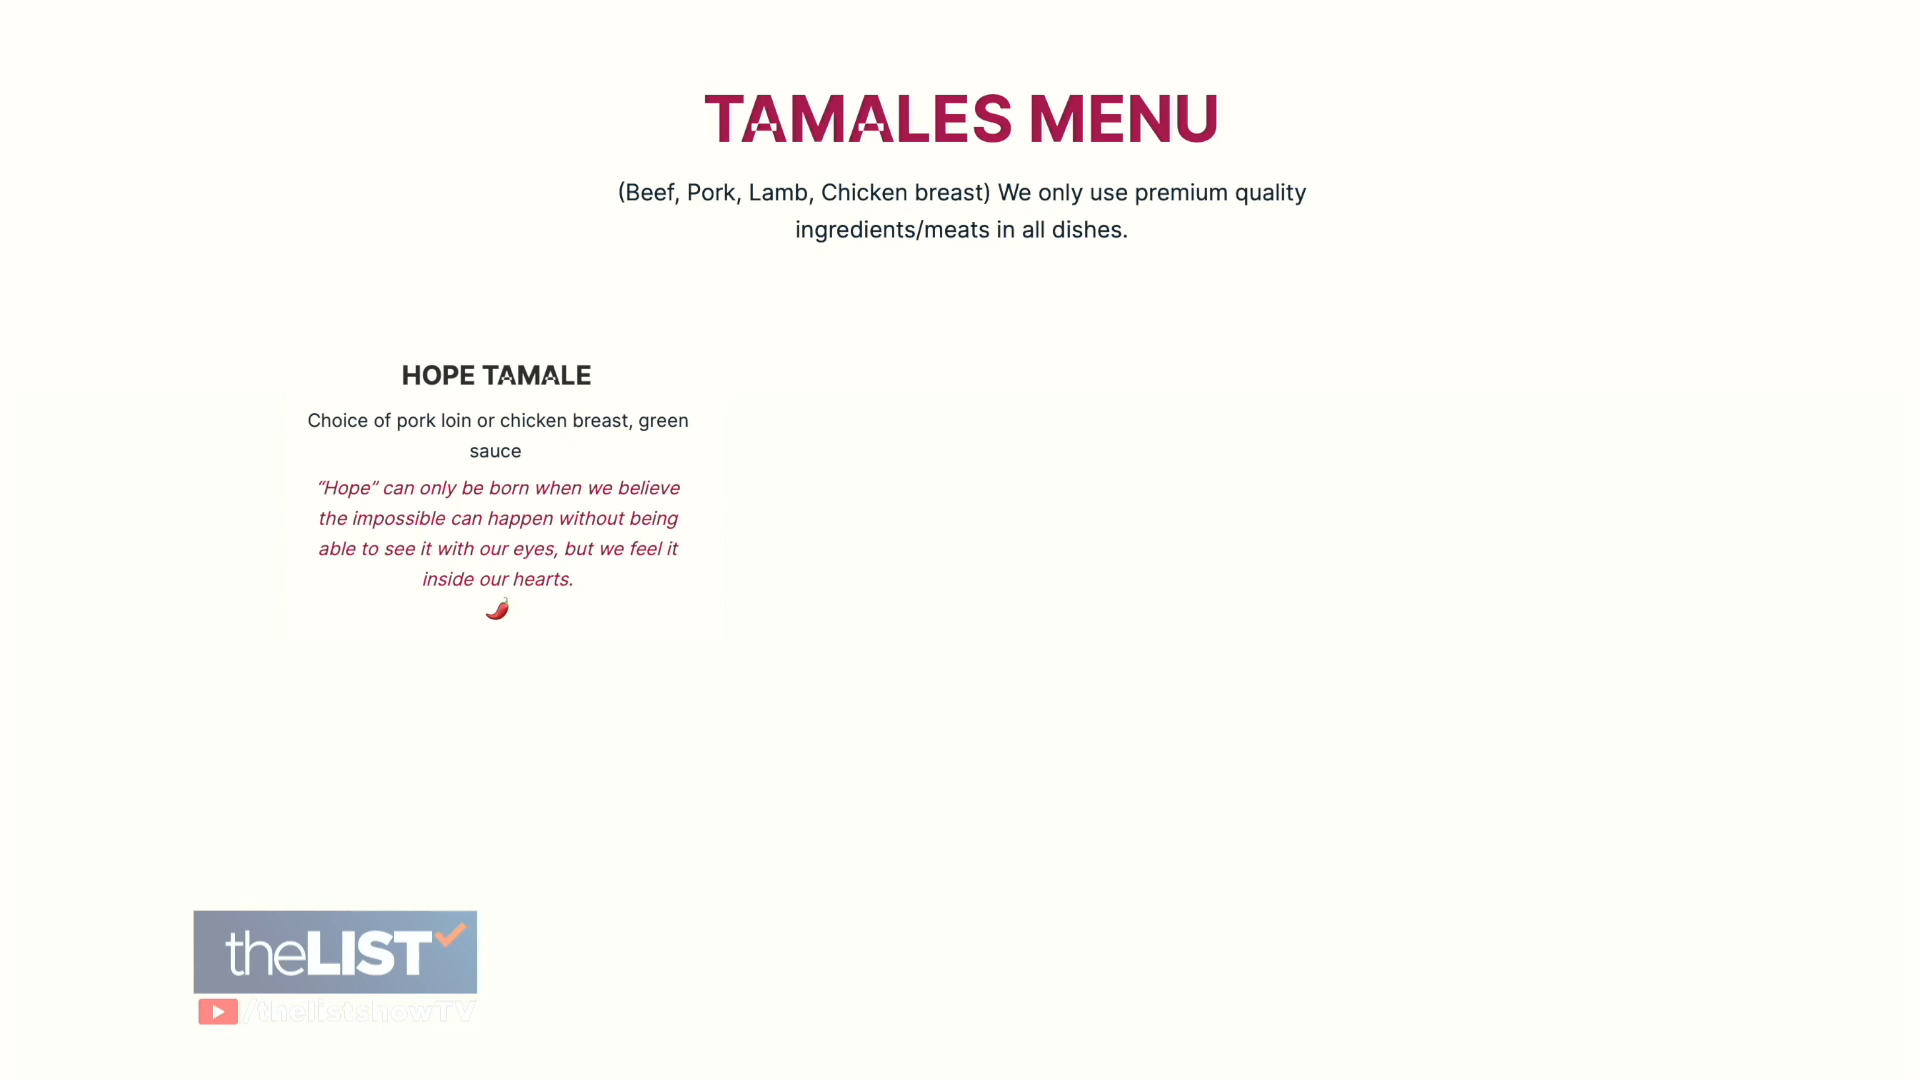 TAMALES MENU
(Beef, Pork, Lamb, Chicken breast) We only use premium quality
ingredients/meats in all dishes.
HOPE TAMALE
Choice of pork loin or chicken breast, green
sauce
“Hope” can only be born when we believe
the impossible can happen without being
able to see it with our eyes, but we feel it
inside our hearts.
theLIST
/thelistshowTV